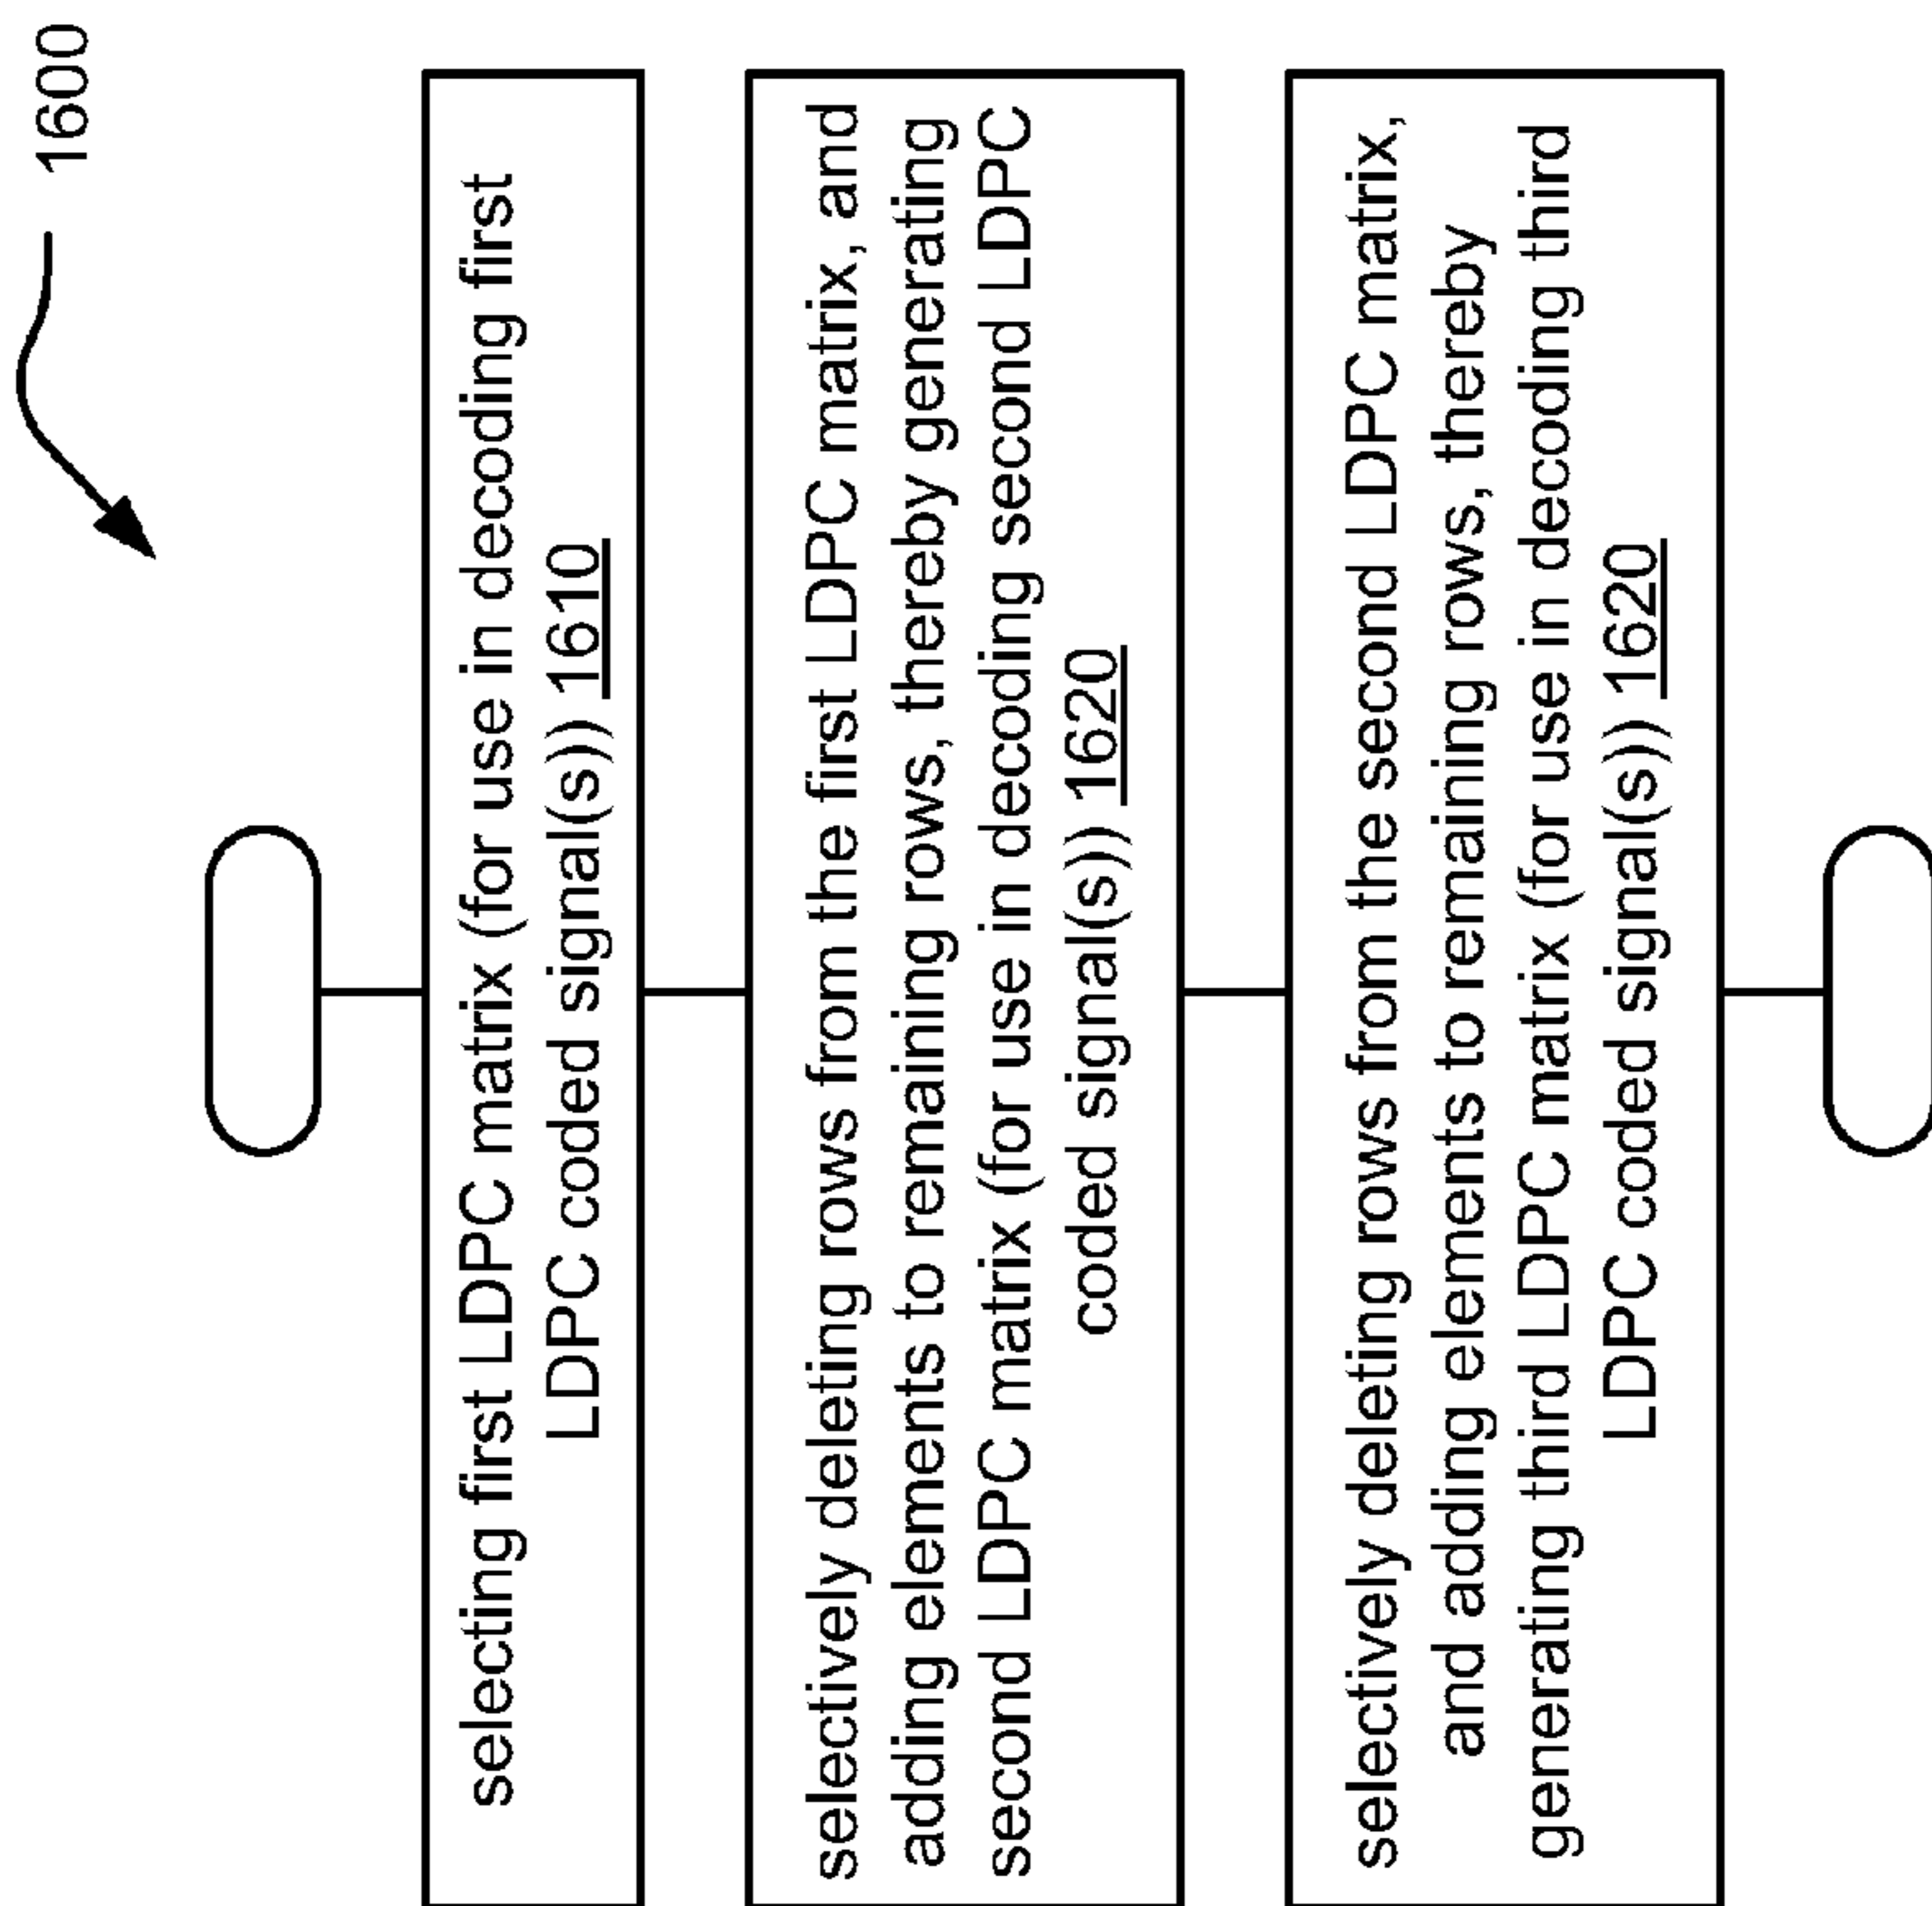 1600
selecting first LDPC matrix (for use in decoding first
LDPC coded signal(s)) 1610
selectively deleting rows from the first LDPC matrix, and
adding elements to remaining rows, thereby generating
second LDPC matrix (for use in decoding second LDPC
coded signal(s)) 1620
selectively deleting rows from the second LDPC matrix,
and adding elements to remaining rows, thereby
generating third LDPC matrix (for use in decoding third
LDPC coded signal(s)) 1620